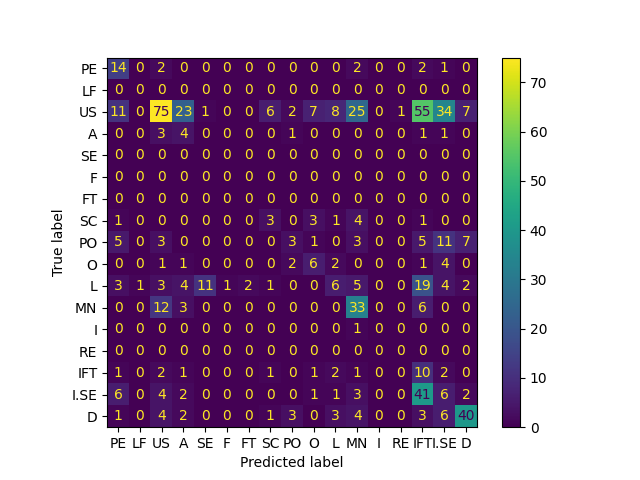 PE 14 0 2 0 0 0 0 0 0 0 0 2 0 0 2 1 0
LF 0 0 0 0 0 0 0 0 0 0 0 0 0 0 0 0 0
US 11 0 75 23 1 0 0 6 2 7 8 25 0 1 55 34 7
A 0 0 3 4 0 0 0 0 1 0 0 0 0 0 1 1 0
SE 0 0 0 0 0 0 0 0 0 0 0 0 0 0 0 0 0
F 0 0 0 0 0 0 0 0 0 0 0 0 0 0 0 0 0
FT 0 0 0 0 0 0 0 0 0 0 0 0 0 0 0 0 0
SC 1 0 0 0 0 0 0 3 0 3 1 4 0 0 1 0 0
PO 5 0 3 0 0 0 0 0 3 1 0 3 0 0 5 11 7
O 0 0 1 1 0 0 0 0 2 6 2 0 0 0 1 4 0
L 3 1 3 4 11 1 2 1 0 0 6 5 0 0 19 4 2
MN 0 0 12 3 0 0 0 0 0 0 0 33 0 0 6 0 0
I 0 0 0 0 0 0 0 0 0 0 0 1 0 0 0 0 0
RE 0 0 0 0 0 0 0 0 0 0 0 0 0 0 0 0 0
IFT 1 0 2 1 0 0 0 1 0 1 2 1 0 0 10 2 0
I.SE 6 0 4 2 0 0 0 0 0 1 1 3 0 0 41 6 2
D 1 0 4 2 0 0 0 1 3 0 3 4 0 0 3 6 40
PE LF US A SE F FT SC PO O L MN I RE IFT I.SE D
Predicted label
True label
70
60
50
40
30
20
10
0